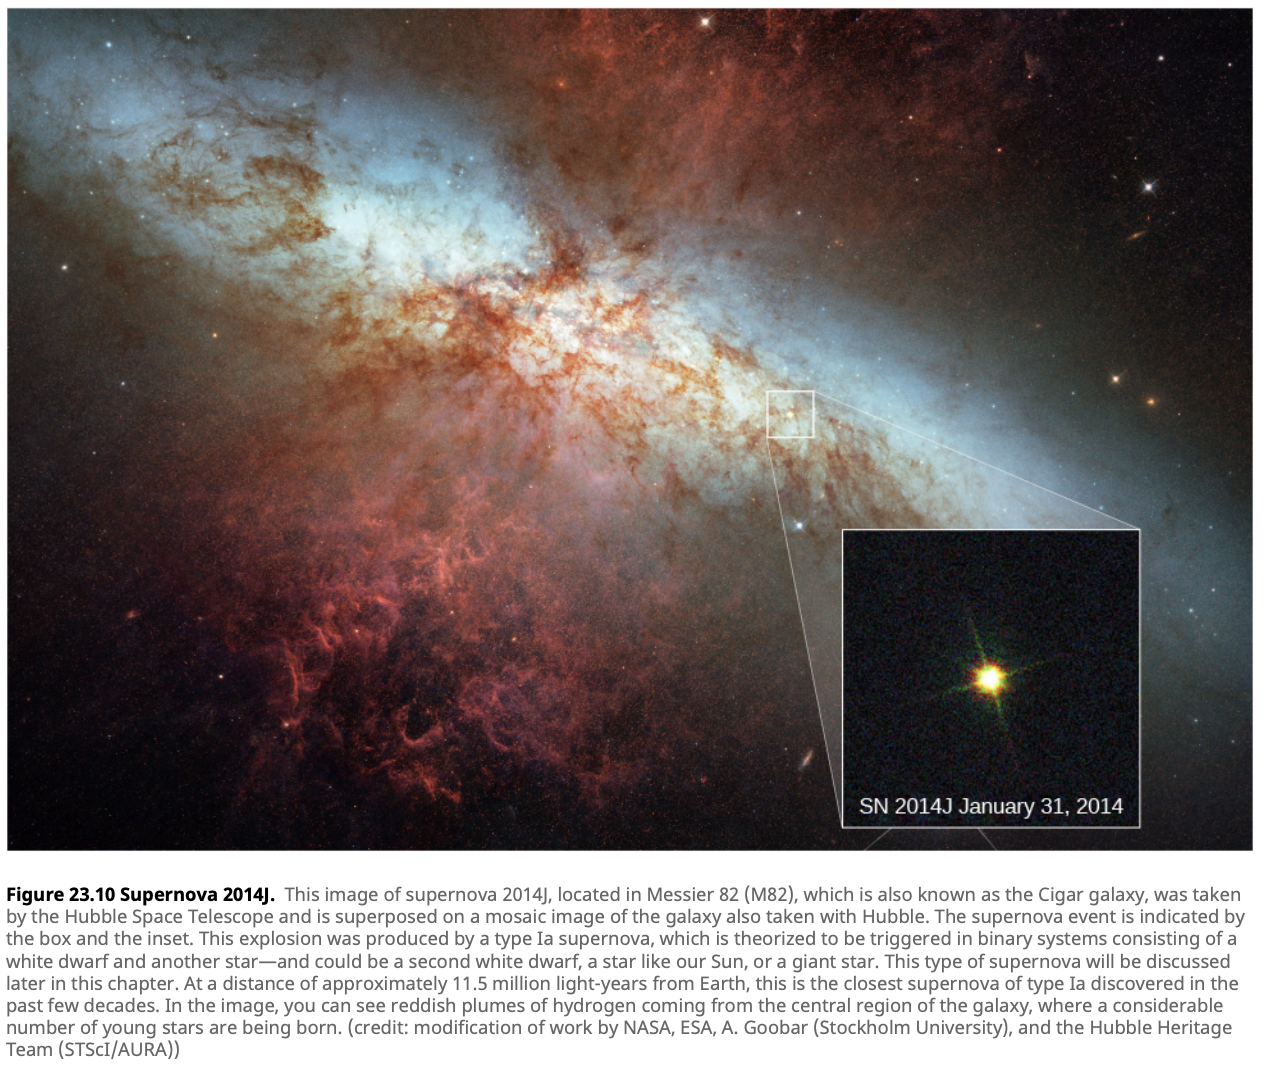 SN 2014J January 31, 2014
Figure 23.10 Supernova 2014J. This image of supernova 2014J, located in Messier 82 (M82), which is also known as the Cigar galaxy, was taken
by the Hubble Space Telescope and is superposed on a mosaic image of the galaxy also taken with Hubble. The supernova event is indicated by
the box and the inset. This explosion was produced by a type Ia supernova, which is theorized to be triggered in binary systems consisting of a
white dwarf and another star—and could be a second white dwarf, a star like our Sun, or a giant star. This type of supernova will be discussed
later in this chapter. At a distance of approximately 11.5 million light-years from Earth, this is the closest supernova of type Ia discovered in the
past few decades. In the image, you can see reddish plumes of hydrogen coming from the central region of the galaxy, where a considerable
number of young stars are being born. (credit: modification of work by NASA, ESA, A. Goobar (Stockholm University), and the Hubble Heritage
Team (STScI/AURA))